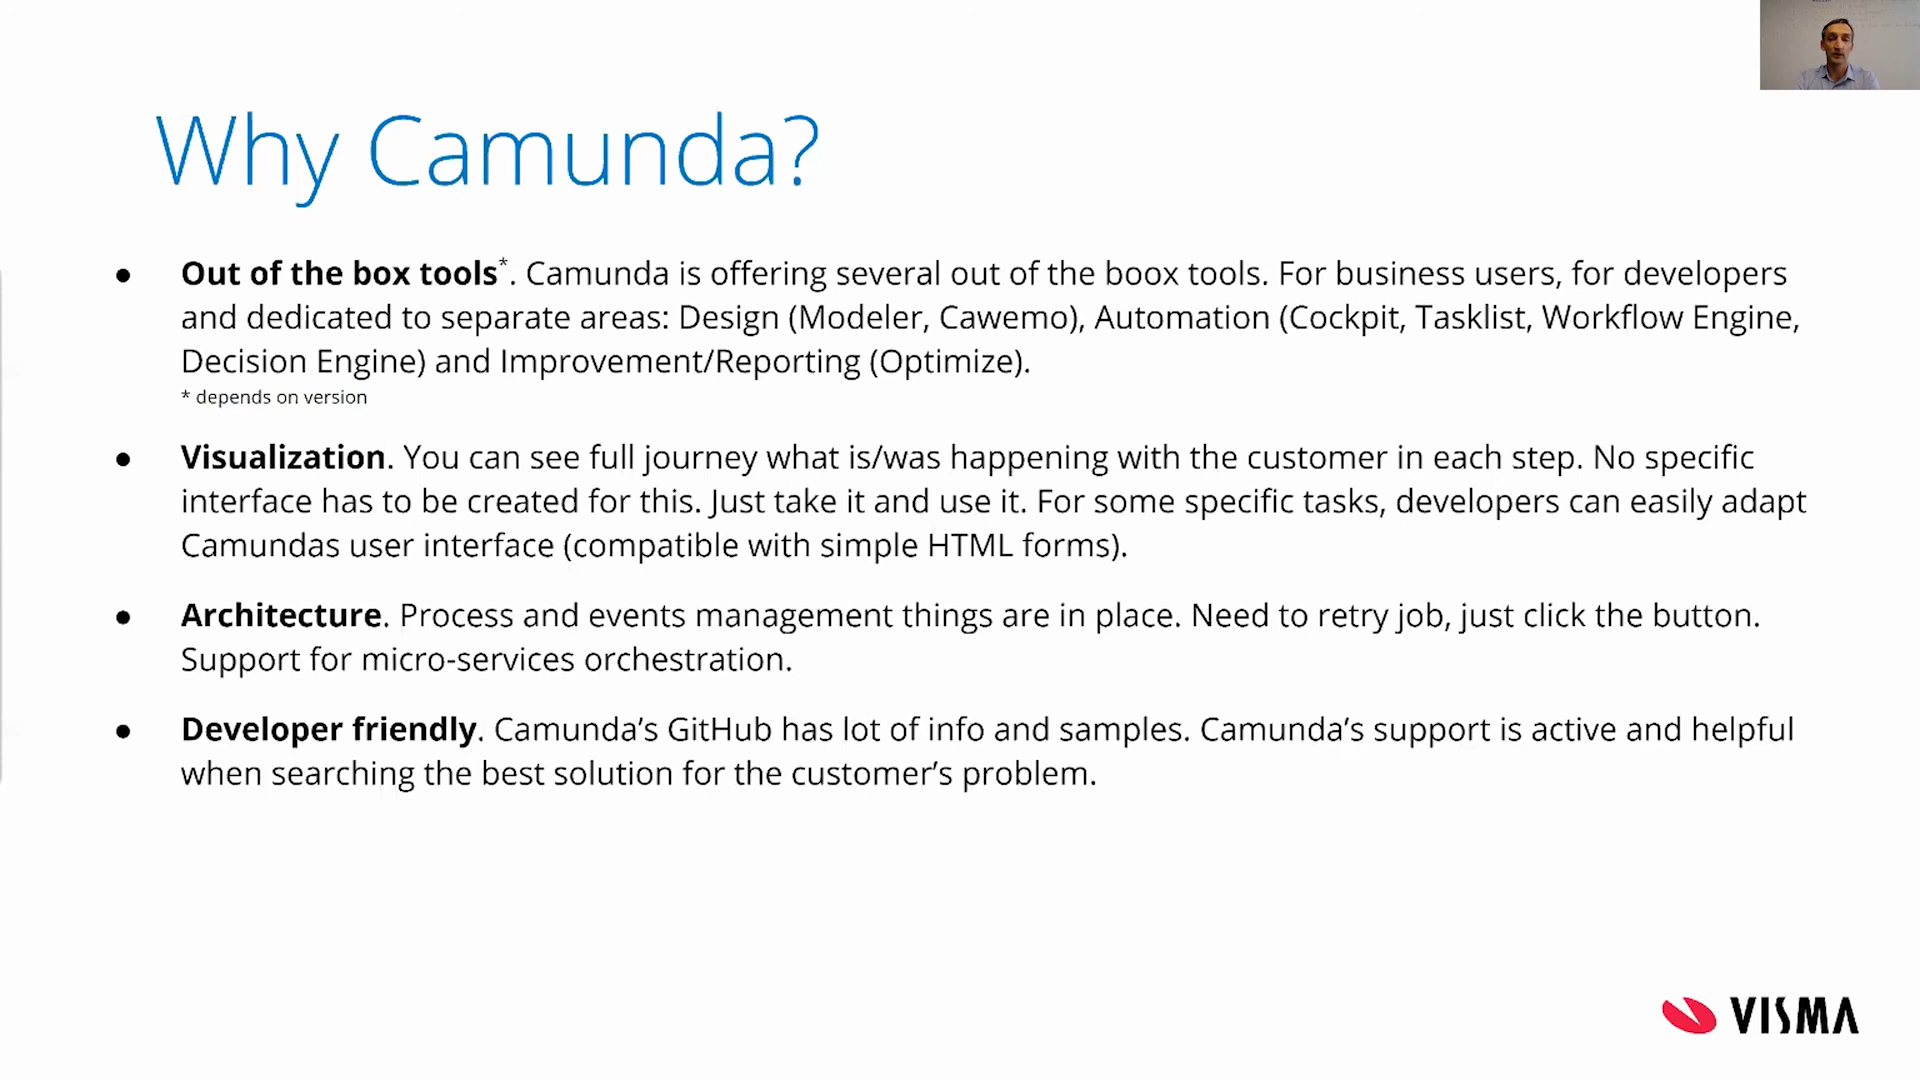 Why Camunda?
● Out of the box tools*. Camunda is offering several out of the boox tools. For business users, for developers
and dedicated to separate areas: Design (Modeler, Cawemo), Automation (Cockpit, Tasklist, Workflow Engine,
Decision Engine) and Improvement/Reporting (Optimize).
* depends on version
● Visualization. You can see full journey what is/was happening with the customer in each step. No specific
interface has to be created for this. Just take it and use it. For some specific tasks, developers can easily adapt
Camundas user interface (compatible with simple HTML forms).
● Architecture. Process and events management things are in place. Need to retry job, just click the button.
Support for micro-services orchestration.
● Developer friendly. Camunda’s GitHub has lot of info and samples. Camunda’s support is active and helpful
when searching the best solution for the customer’s problem.
VISMA